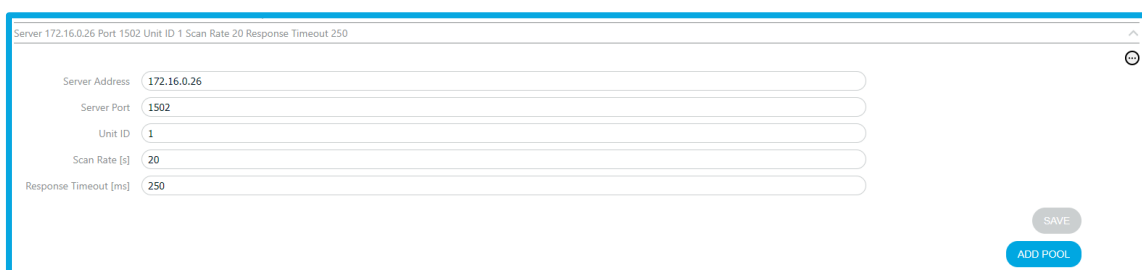 Server 172.16.0.26 Port 1502 Unit ID 1 Scan Rate 20 Response Timeout 250
Server Address 172.16.0.26
Server Port 1502
Unit ID 1
Scan Rate [s] 20
Response Timeout [ms] 250
SAVE
ADD POOL